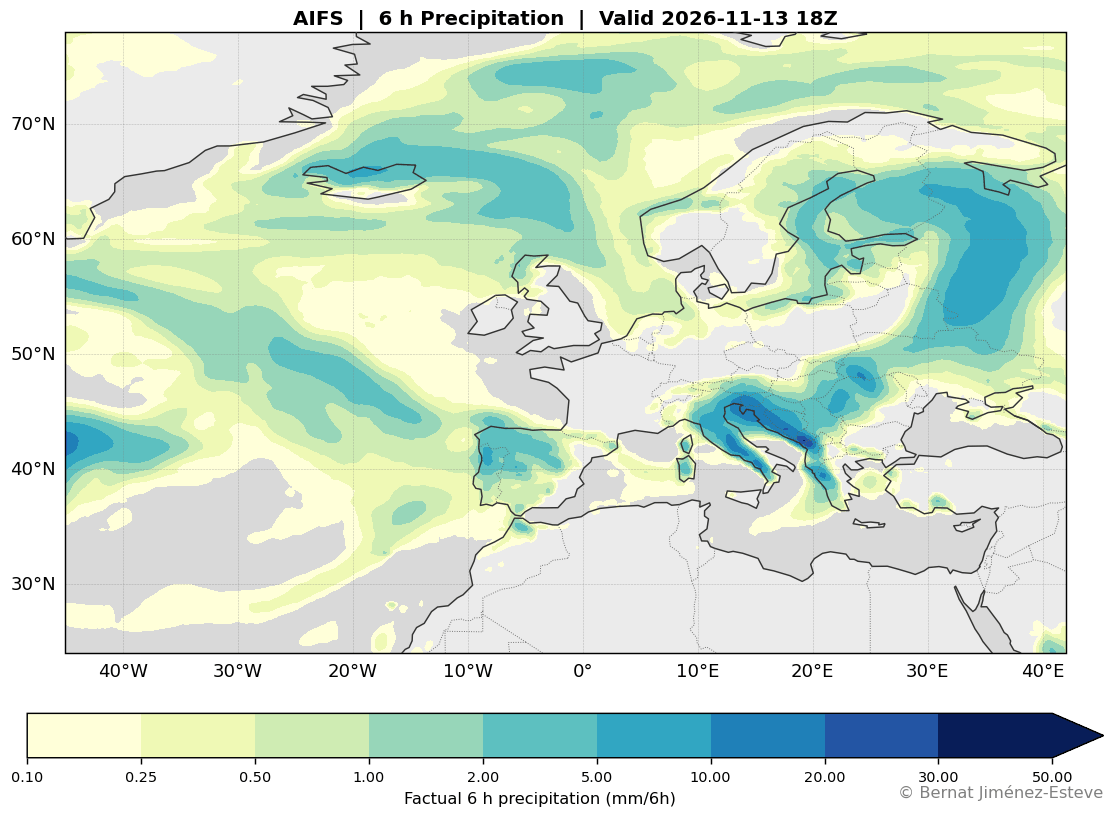 AIFS | 6 h Precipitation | Valid 2026-11-13 18Z
70°N
60°N
50°N
40°N
30°N
40°W 30°W 20°W 10°W 0° 10°E 20°E 30°E 40°E
0.10 0.25 0.50 1.00 2.00 5.00 10.00 20.00 30.00 50.00
Factual 6 h precipitation (mm/6h)
© Bernat Jiménez-Esteve